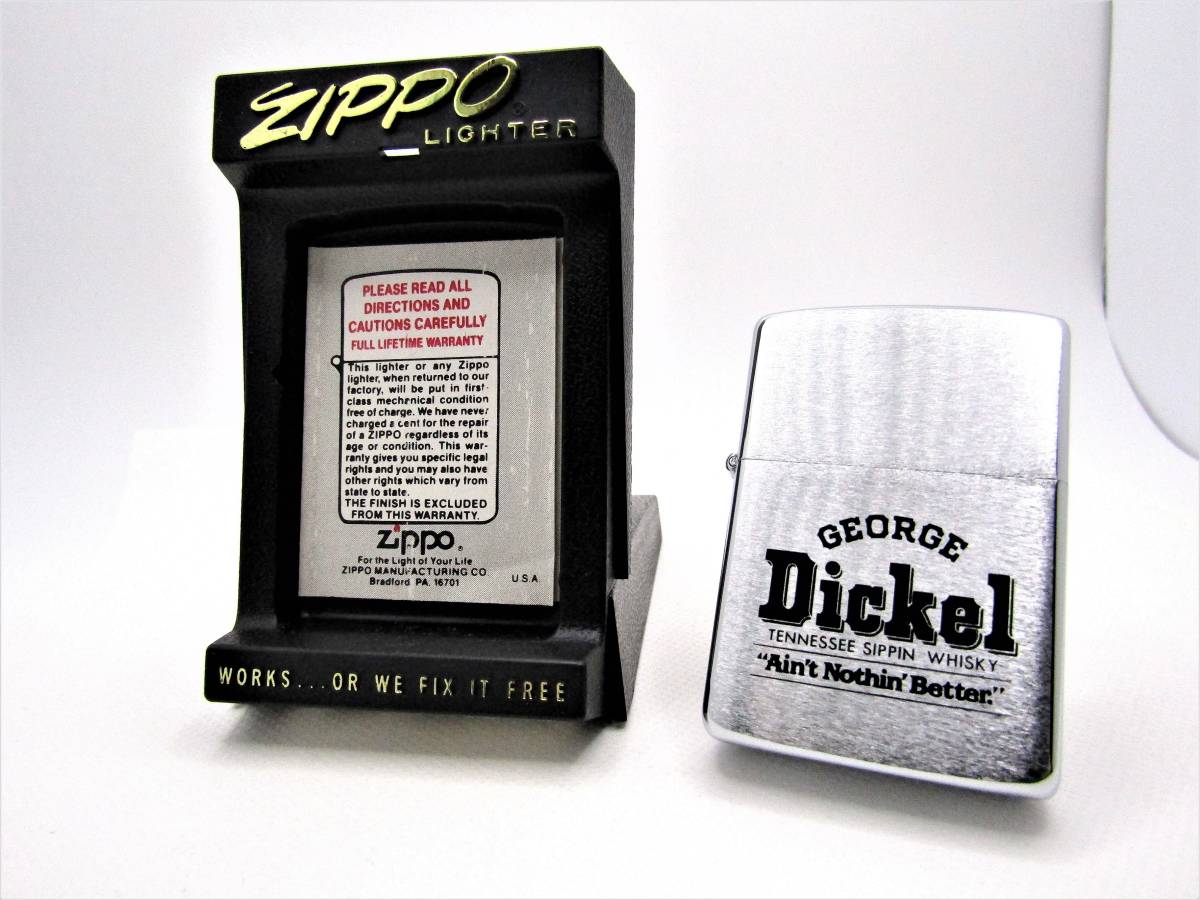 ZIPPO
LIGHTER
PLEASE READ ALL
DIRECTIONS AND
CAUTIONS CAREFULLY
FULL LIFETIME WARRANTY
This lighter or any Zippo
lighter, when returned to our
factory, will be put in first-
class mechanical condition
free of charge. We have never
charged a cent for the repair
of a ZIPPO regardless of its
age or condition. This war-
ranty gives you specific legal
rights and you may also have
other rights which vary from
state to state.
THE FINISH IS EXCLUDED
FROM THIS WARRANTY.
Zippo®
For the Light of Your Life
ZIPPO MANUFACTURING CO.
Bradford PA. 16701 U.S.A.
WORKS...OR WE FIX IT FREE
GEORGE
Dickel
TENNESSEE SIPPIN WHISKY
"Ain't Nothin' Better."